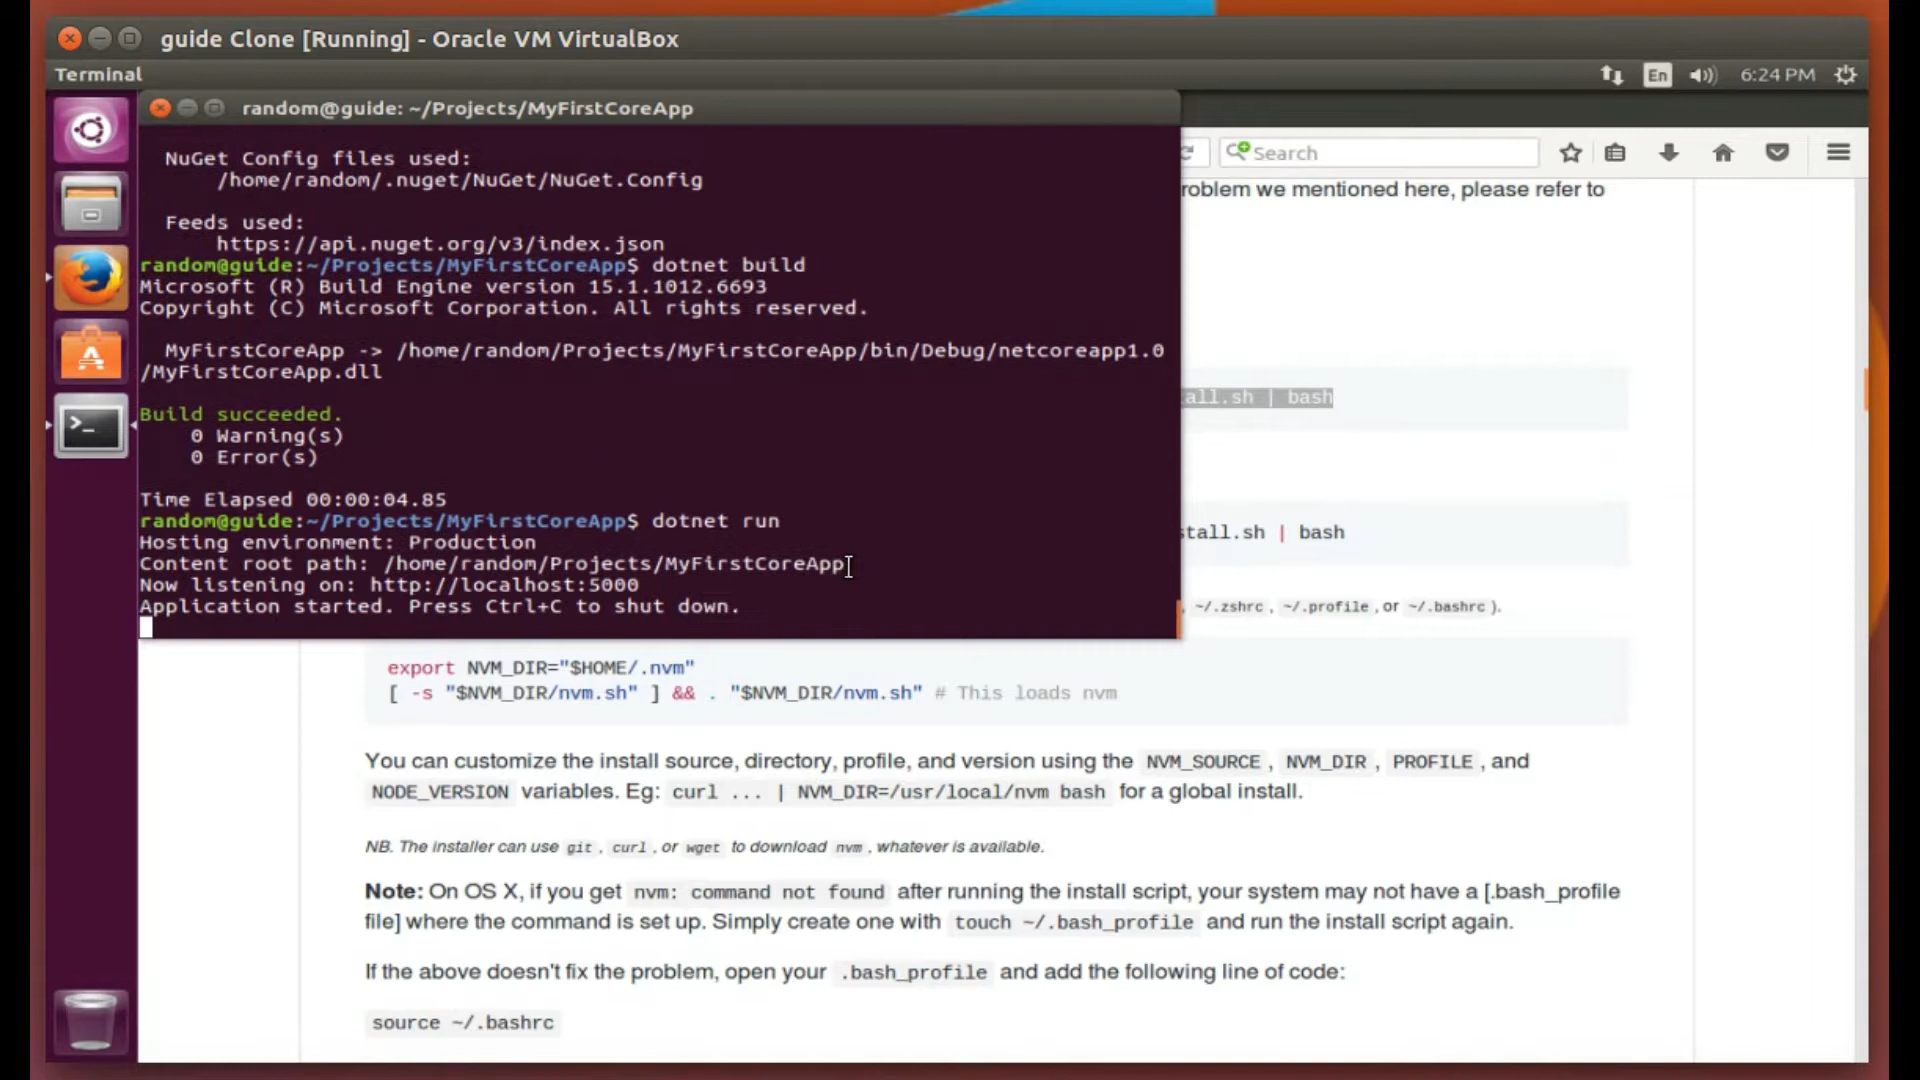 guide Clone [Running] - Oracle VM VirtualBox
Terminal
En
6:24 PM
random@guide: ~/Projects/MyFirstCoreApp
Search
NuGet Config files used:
/home/random/.nuget/NuGet/NuGet.Config
Feeds used:
https://api.nuget.org/v3/index.json
random@guide:~/Projects/MyFirstCoreApp$ dotnet build
Microsoft (R) Build Engine version 15.1.1012.6693
Copyright (C) Microsoft Corporation. All rights reserved.
MyFirstCoreApp -> /home/random/Projects/MyFirstCoreApp/bin/Debug/netcoreapp1.0
/MyFirstCoreApp.dll
Build succeeded.
0 Warning(s)
0 Error(s)
Time Elapsed 00:00:04.85
random@guide:~/Projects/MyFirstCoreApp$ dotnet run
Hosting environment: Production
Content root path: /home/random/Projects/MyFirstCoreApp
Now listening on: http://localhost:5000
Application started. Press Ctrl+C to shut down.
roblem we mentioned here, please refer to
all.sh | bash
stall.sh | bash
, ~/.zshrc , ~/.profile , or ~/.bashrc ).
export NVM_DIR="$HOME/.nvm"
[ -s "$NVM_DIR/nvm.sh" ] && . "$NVM_DIR/nvm.sh" # This loads nvm
You can customize the install source, directory, profile, and version using the NVM_SOURCE , NVM_DIR , PROFILE , and
NODE_VERSION variables. Eg: curl ... | NVM_DIR=/usr/local/nvm bash for a global install.
NB. The installer can use git , curl , or wget to download nvm , whatever is available.
Note: On OS X, if you get nvm: command not found after running the install script, your system may not have a [.bash_profile
file] where the command is set up. Simply create one with touch ~/.bash_profile and run the install script again.
If the above doesn't fix the problem, open your .bash_profile and add the following line of code:
source ~/.bashrc